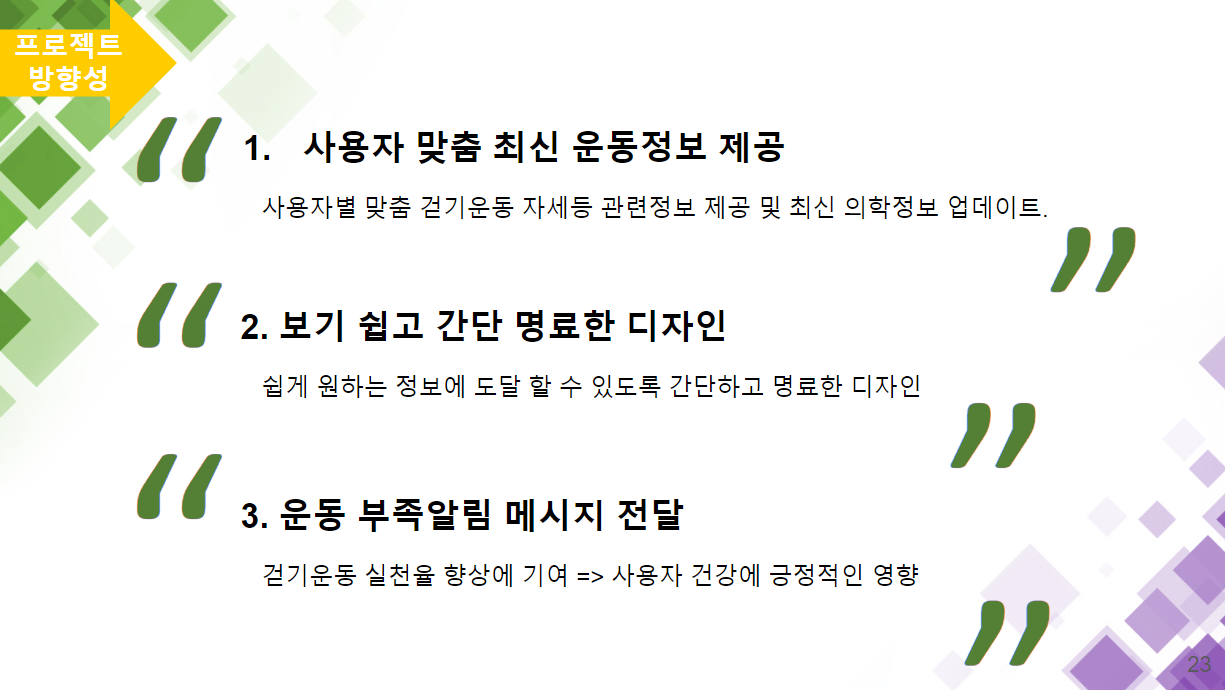 프로젝트
방향성
1. 사용자 맞춤 최신 운동정보 제공
사용자별 맞춤 걷기운동 자세등 관련정보 제공 및 최신 의학정보 업데이트.
2. 보기 쉽고 간단 명료한 디자인
쉽게 원하는 정보에 도달 할 수 있도록 간단하고 명료한 디자인
3. 운동 부족알림 메시지 전달
걷기운동 실천율 향상에 기여 => 사용자 건강에 긍정적인 영향
23